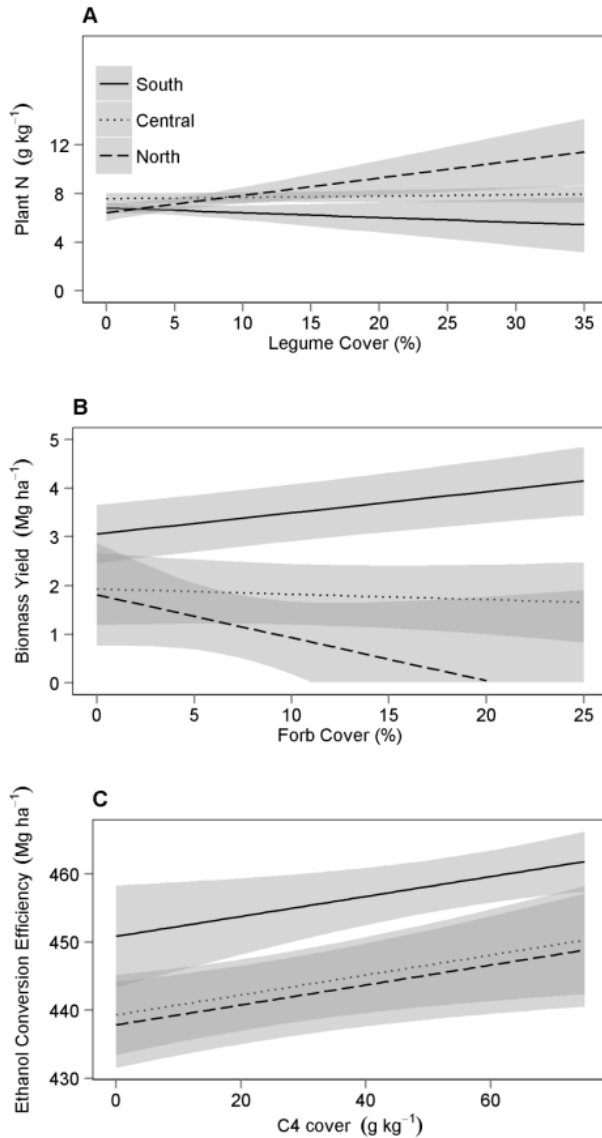 A
South
Central
North
12
8
4
0
Plant N (g kg⁻¹)
0 5 10 15 20 25 30 35
Legume Cover (%)
B
5
4
3
2
1
0
Biomass Yield (Mg ha⁻¹)
0 5 10 15 20 25
Forb Cover (%)
C
460
450
440
430
Ethanol Conversion Efficiency (Mg ha⁻¹)
0 20 40 60
C4 cover (g kg⁻¹)